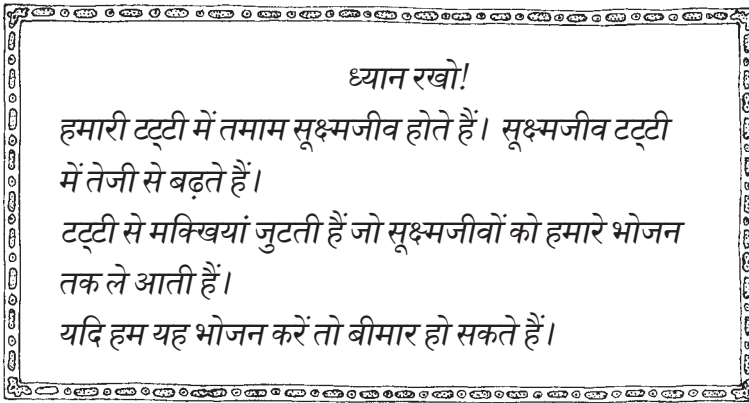 ध्यान रखो!
हमारी टट्टी में तमाम सूक्ष्मजीव होते हैं। सूक्ष्मजीव टट्टी
में तेजी से बढ़ते हैं।
टट्टी से मक्खियां जुटती हैं जो सूक्ष्मजीवों को हमारे भोजन
तक ले आती हैं।
यदि हम यह भोजन करें तो बीमार हो सकते हैं।